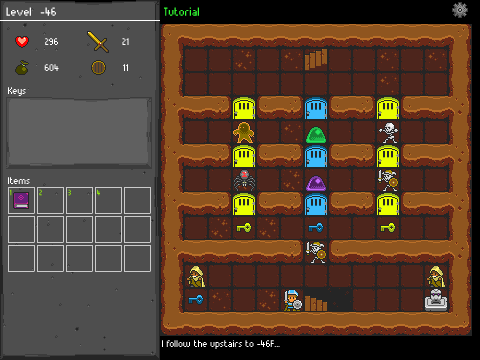 Level -46
Tutorial
296
21
604
11
Keys
Items
1 2 3 4
I follow the upstairs to -46F...